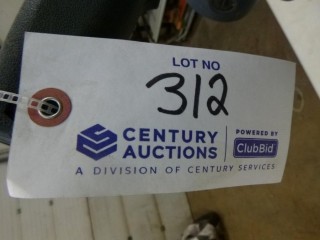 LOT NO
312
CENTURY AUCTIONS
POWERED BY
ClubBid
A DIVISION OF CENTURY SERVICES